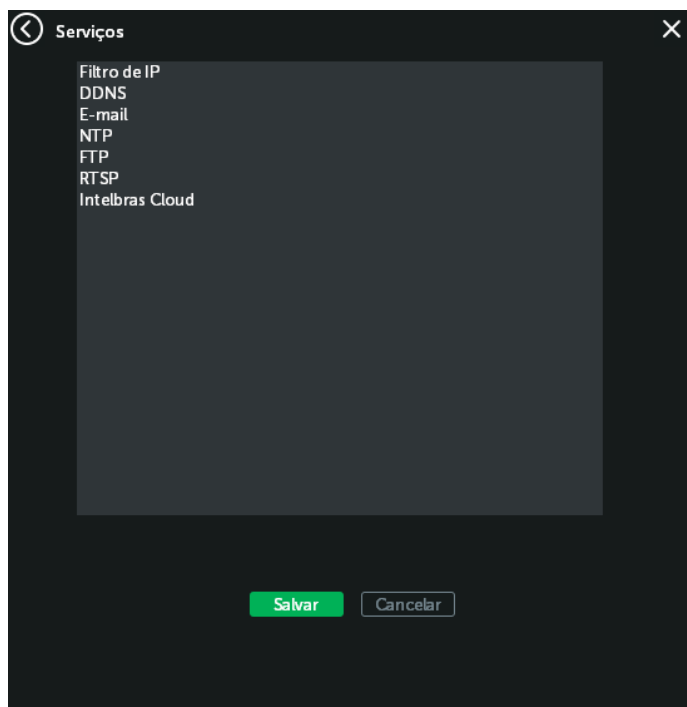 Serviços
Filtro de IP
DDNS
E-mail
NTP
FTP
RTSP
Intelbras Cloud
Salvar
Cancelar